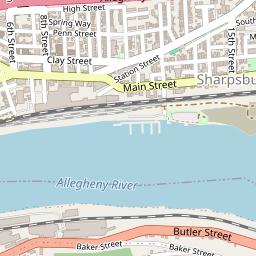 High Street
Spring Way
Penn Street
South
6th Street
8th Street
15th Street
Clay Street
Station Street
Main Street
Sharpsbu
Allegheny River
Butler Street
Baker Street
Baker Street